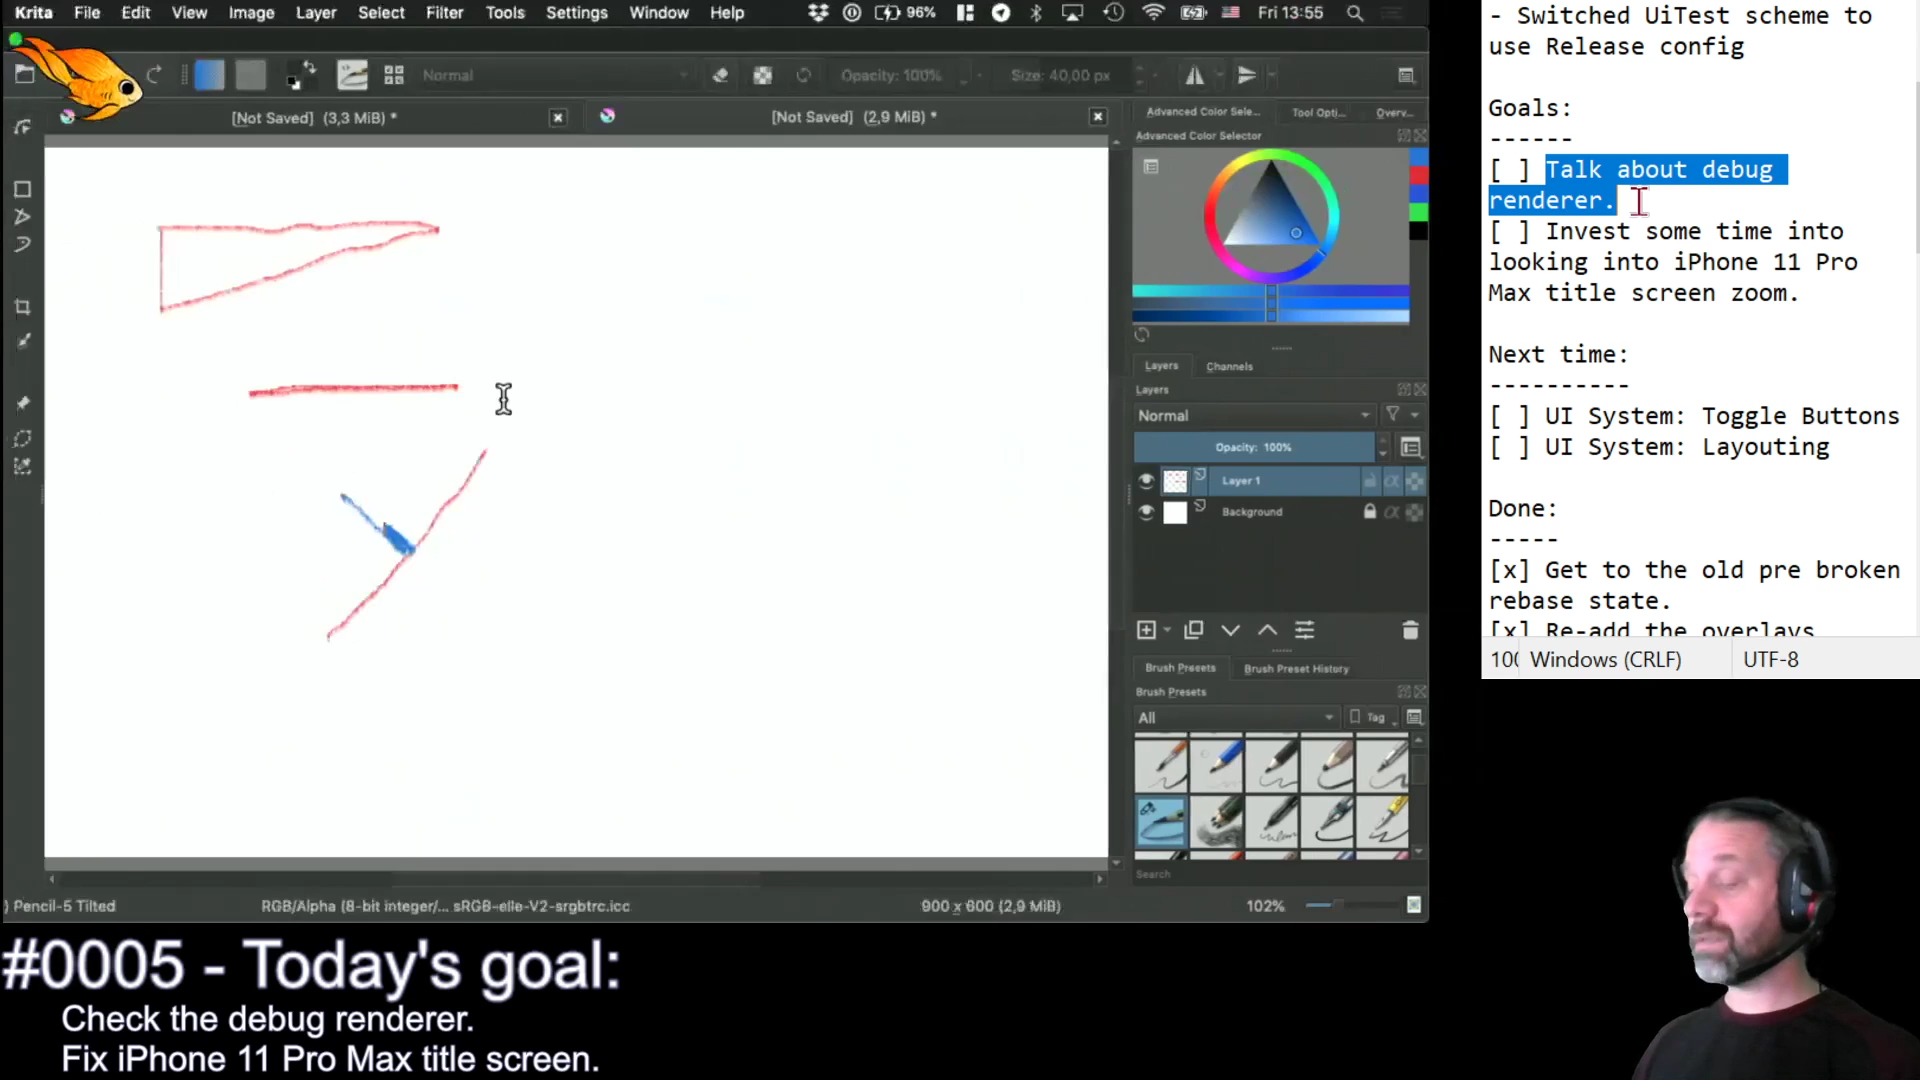 Krita File Edit View Image Layer Select Filter Tools Settings Window Help 96% Fri 13:55
Normal Opacity: 100% Size: 40,00 px
[Not Saved] (3,3 MiB) * [Not Saved] (2,9 MiB) *
Advanced Color Sele... Tool Opti... Overv...
Advanced Color Selector
Layers Channels
Layers
Normal
Opacity: 100%
Layer 1
Background
Brush Presets Brush Preset History
Brush Presets
All Tag
Search
) Pencil-5 Tilted RGB/Alpha (8-bit integer/... sRGB-elle-V2-srgbtrc.icc 900 x 600 (2,9 MiB) 102%
- Switched UiTest scheme to
use Release config
Goals:
------
[ ] Talk about debug
renderer.
[ ] Invest some time into
looking into iPhone 11 Pro
Max title screen zoom.
Next time:
----------
[ ] UI System: Toggle Buttons
[ ] UI System: Layouting
Done:
-----
[x] Get to the old pre broken
rebase state.
[x] Re-add the overlays
Windows (CRLF) UTF-8
#0005 - Today's goal:
Check the debug renderer.
Fix iPhone 11 Pro Max title screen.